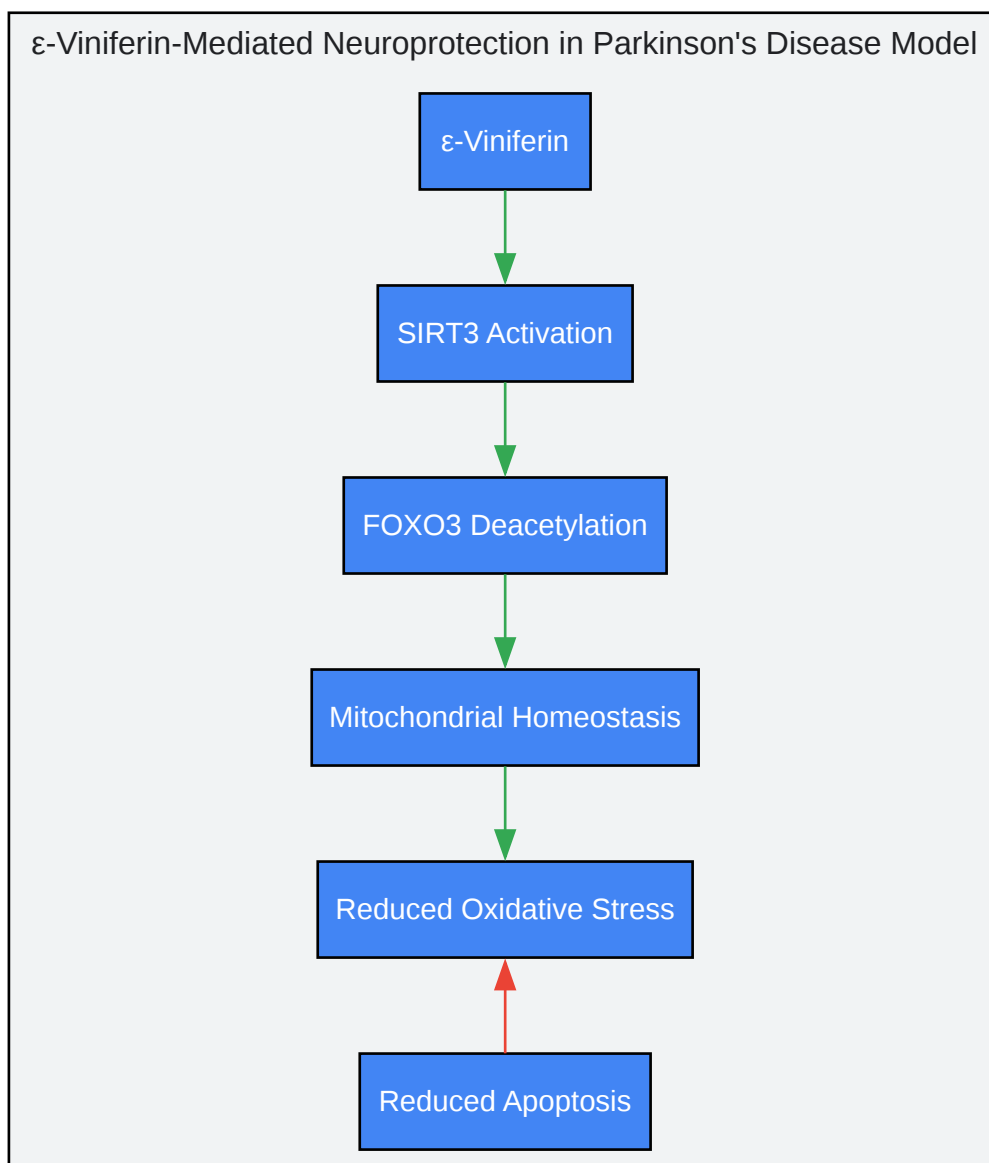 ε-Viniferin-Mediated Neuroprotection in Parkinson's Disease Model
ε-Viniferin
SIRT3 Activation
FOXO3 Deacetylation
Mitochondrial Homeostasis
Reduced Oxidative Stress
Reduced Apoptosis